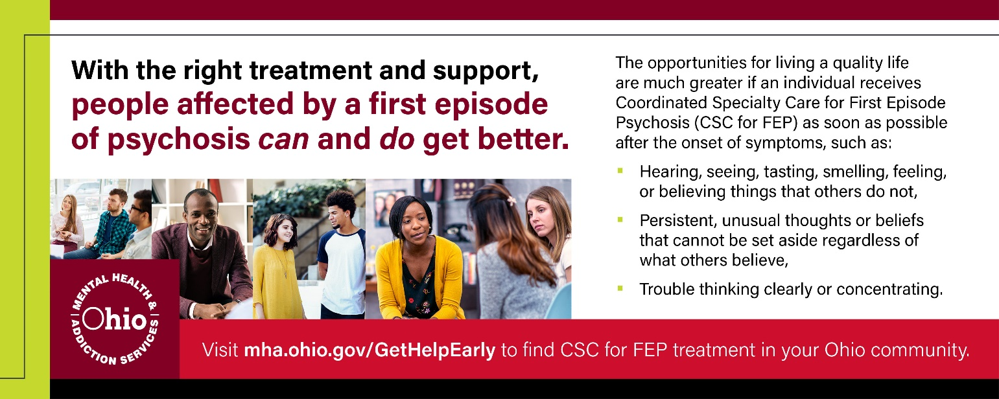 With the right treatment and support,
people affected by a first episode
of psychosis can and do get better.
The opportunities for living a quality life
are much greater if an individual receives
Coordinated Specialty Care for First Episode
Psychosis (CSC for FEP) as soon as possible
after the onset of symptoms, such as:
▪ Hearing, seeing, tasting, smelling, feeling,
or believing things that others do not,
▪ Persistent, unusual thoughts or beliefs
that cannot be set aside regardless of
what others believe,
▪ Trouble thinking clearly or concentrating.
MENTAL HEALTH &
Ohio
ADDICTION SERVICES
Visit mha.ohio.gov/GetHelpEarly to find CSC for FEP treatment in your Ohio community.